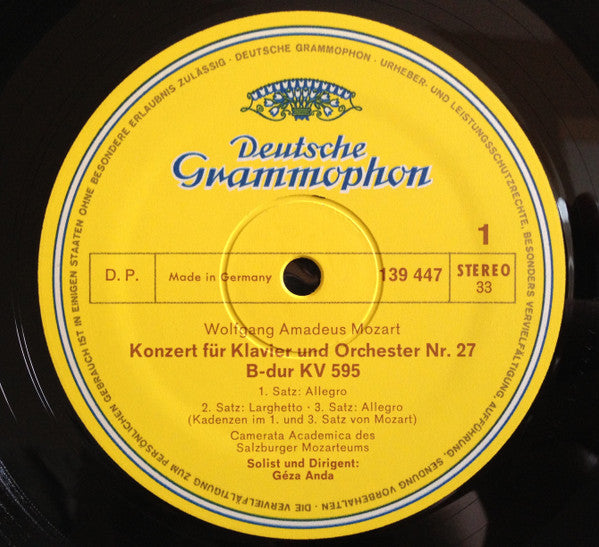 DEUTSCHE GRAMMOPHON · URHEBER- UND LEISTUNGSSCHUTZRECHTE, BESONDERS VERVIELFÄLTIGUNG, AUFFÜHRUNG, SENDUNG VORBEHALTEN · DIE VERVIELFÄLTIGUNG ZUM PERSÖNLICHEN GEBRAUCH IST IN EINIGEN STAATEN OHNE BESONDERE ERLAUBNIS ZULÄSSIG ·
Deutsche
Grammophon
1
D. P.
Made in Germany
139 447
STEREO
33
Wolfgang Amadeus Mozart
Konzert für Klavier und Orchester Nr. 27
B-dur KV 595
1. Satz: Allegro
2. Satz: Larghetto · 3. Satz: Allegro
(Kadenzen im 1. und 3. Satz von Mozart)
Camerata Academica des
Salzburger Mozarteums
Solist und Dirigent:
Géza Anda